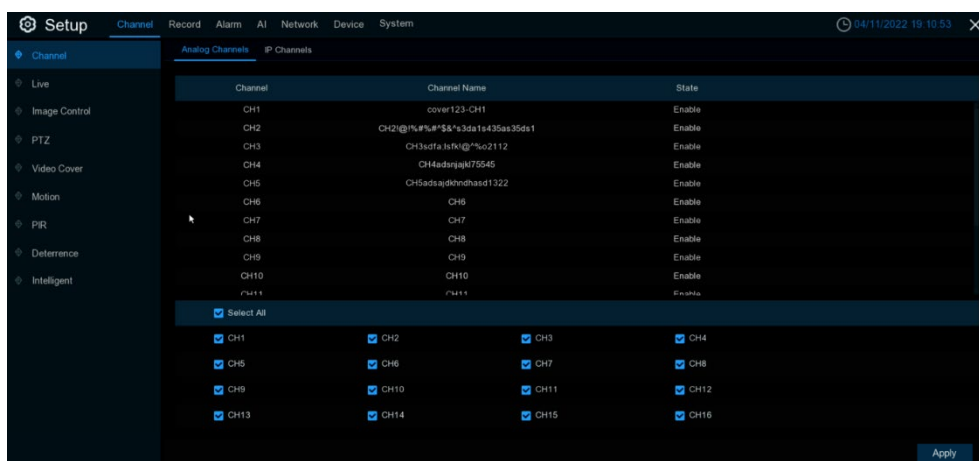 Setup Channel Record Alarm AI Network Device System 04/11/2022 19:10:53
Channel
Live
Image Control
PTZ
Video Cover
Motion
PIR
Deterrence
Intelligent
Analog Channels IP Channels
Channel Channel Name State
CH1 cover123-CH1 Enable
CH2 CH2!@!%#%#^$&^s3da1s435as35ds1 Enable
CH3 CH3sdfa;lsfk!@^%o2112 Enable
CH4 CH4adsnjajkl75545 Enable
CH5 CH5adsajdkhndhasd1322 Enable
CH6 CH6 Enable
CH7 CH7 Enable
CH8 CH8 Enable
CH9 CH9 Enable
CH10 CH10 Enable
CH11 CH11 Enable
Select All
CH1 CH2 CH3 CH4
CH5 CH6 CH7 CH8
CH9 CH10 CH11 CH12
CH13 CH14 CH15 CH16
Apply